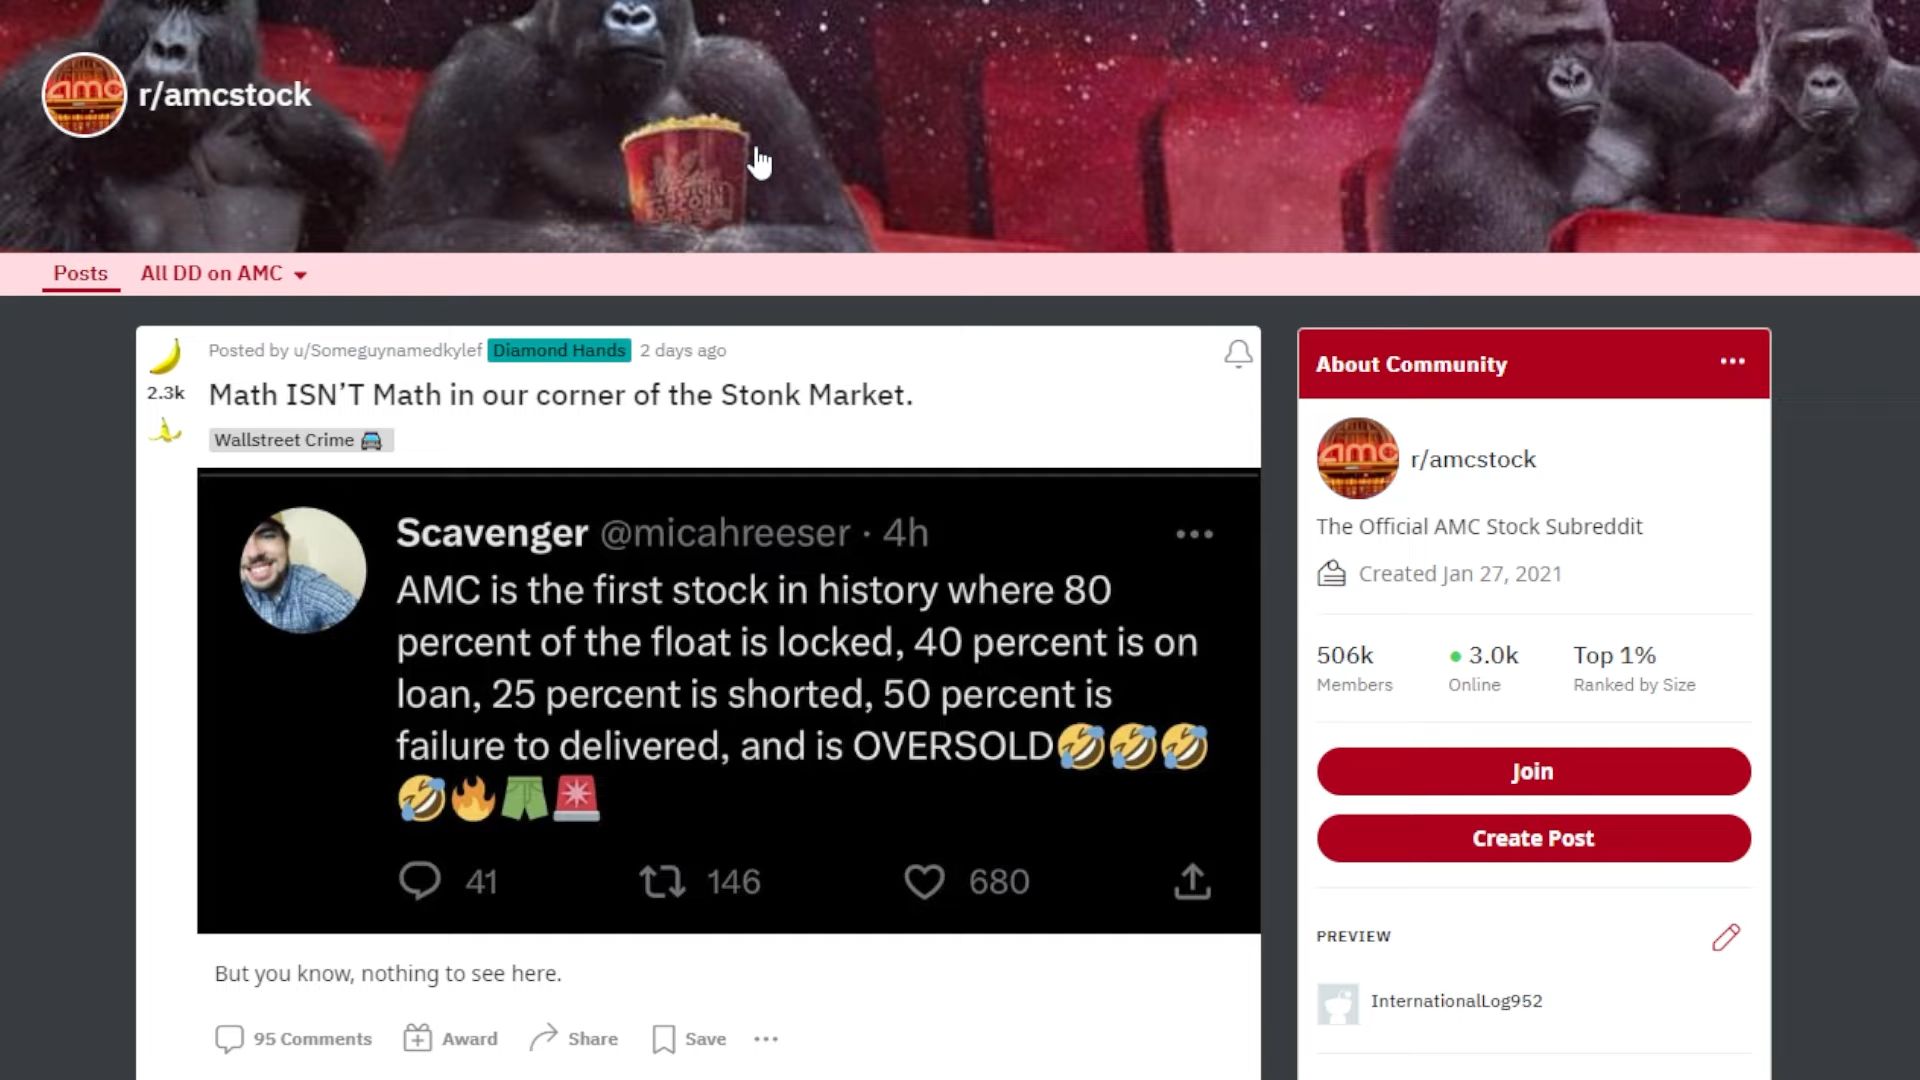 amc
r/amcstock
Posts
All DD on AMC
Posted by u/Someguynamedkylef Diamond Hands 2 days ago
2.3k
Math ISN'T Math in our corner of the Stonk Market.
Wallstreet Crime 🚘
Scavenger @micahreeser · 4h
AMC is the first stock in history where 80
percent of the float is locked, 40 percent is on
loan, 25 percent is shorted, 50 percent is
failure to delivered, and is OVERSOLD🤣🤣🤣
🤣🔥🩳🚨
41 146 680
But you know, nothing to see here.
95 Comments Award Share Save
About Community
amc
r/amcstock
The Official AMC Stock Subreddit
Created Jan 27, 2021
506k 3.0k Top 1%
Members Online Ranked by Size
Join
Create Post
PREVIEW
InternationalLog952